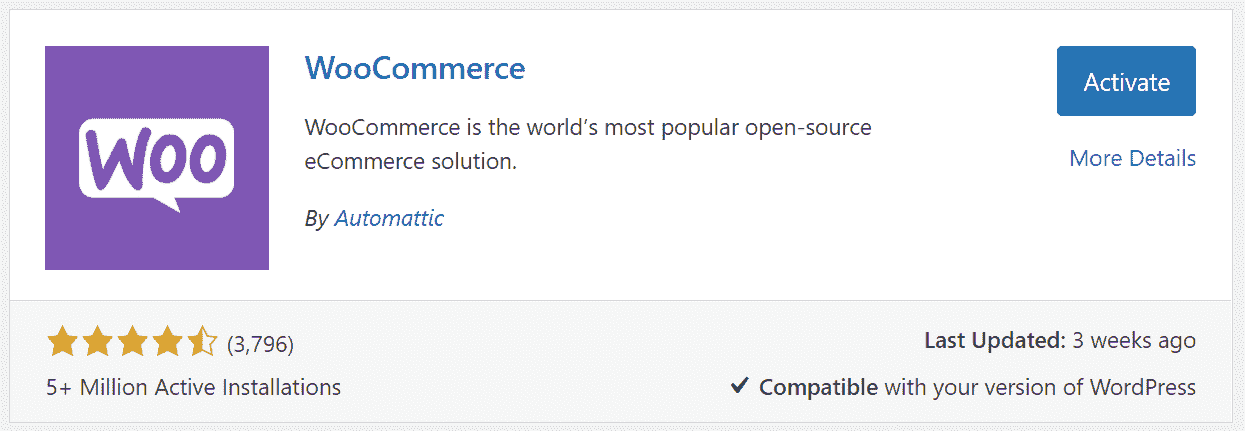 WOO
WooCommerce
WooCommerce is the world's most popular open-source
eCommerce solution.
By Automattic
Activate
More Details
(3,796)
5+ Million Active Installations
Last Updated: 3 weeks ago
Compatible with your version of WordPress